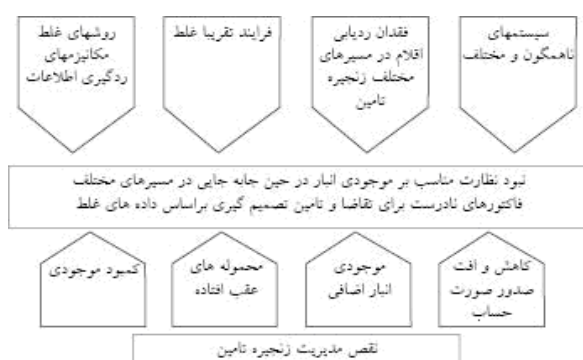 سیستمهای
ناهمگون و مختلف
فقدان ردیابی
اقلام در مسیرهای
مختلف زنجیره
تامین
فرایند تقریبا غلط
روشهای غلط
مکانیزمهای
ردگیری اطلاعات
نبود نظارت مناسب بر موجودی انبار در حین جابه جایی در مسیرهای مختلف
فاکتورهای نادرست برای تقاضا و تامین تصمیم گیری براساس داده های غلط
کاهش و افت
صدور صورت
حساب
موجودی
انبار اضافی
محموله های
عقب افتاده
کمبود موجودی
نقص مدیریت زنجیره تامین